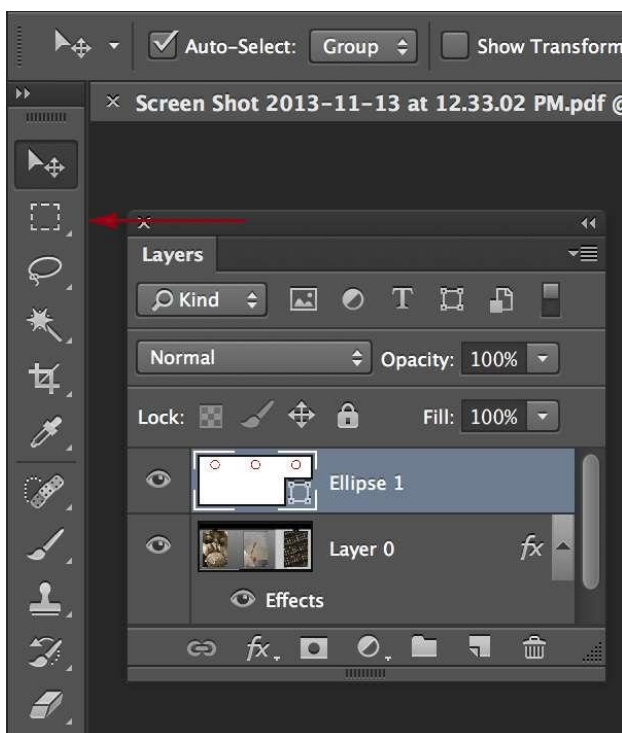 Auto-Select: Group Show Transform
× Screen Shot 2013-11-13 at 12.33.02 PM.pdf @
Layers
Kind T
Normal Opacity: 100%
Lock: Fill: 100%
Ellipse 1
Layer 0 fx
Effects
fx